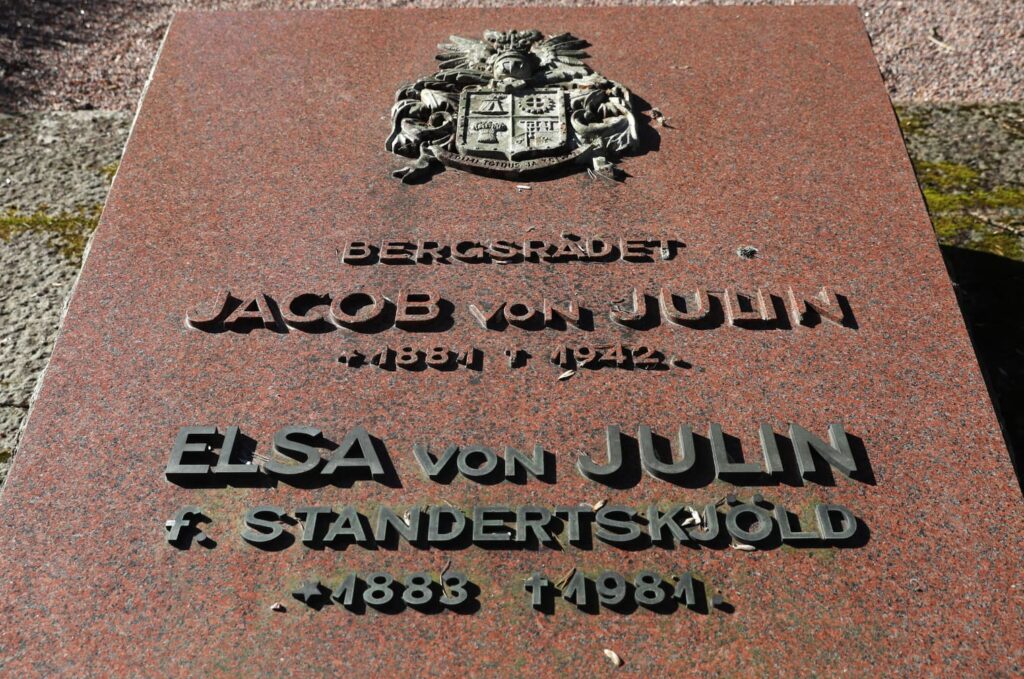 BERGSRÅDET
JACOB VON JULIN
* 1881 † 1942.
ELSA VON JULIN
f. STANDERTSKJÖLD
* 1883 † 1981.